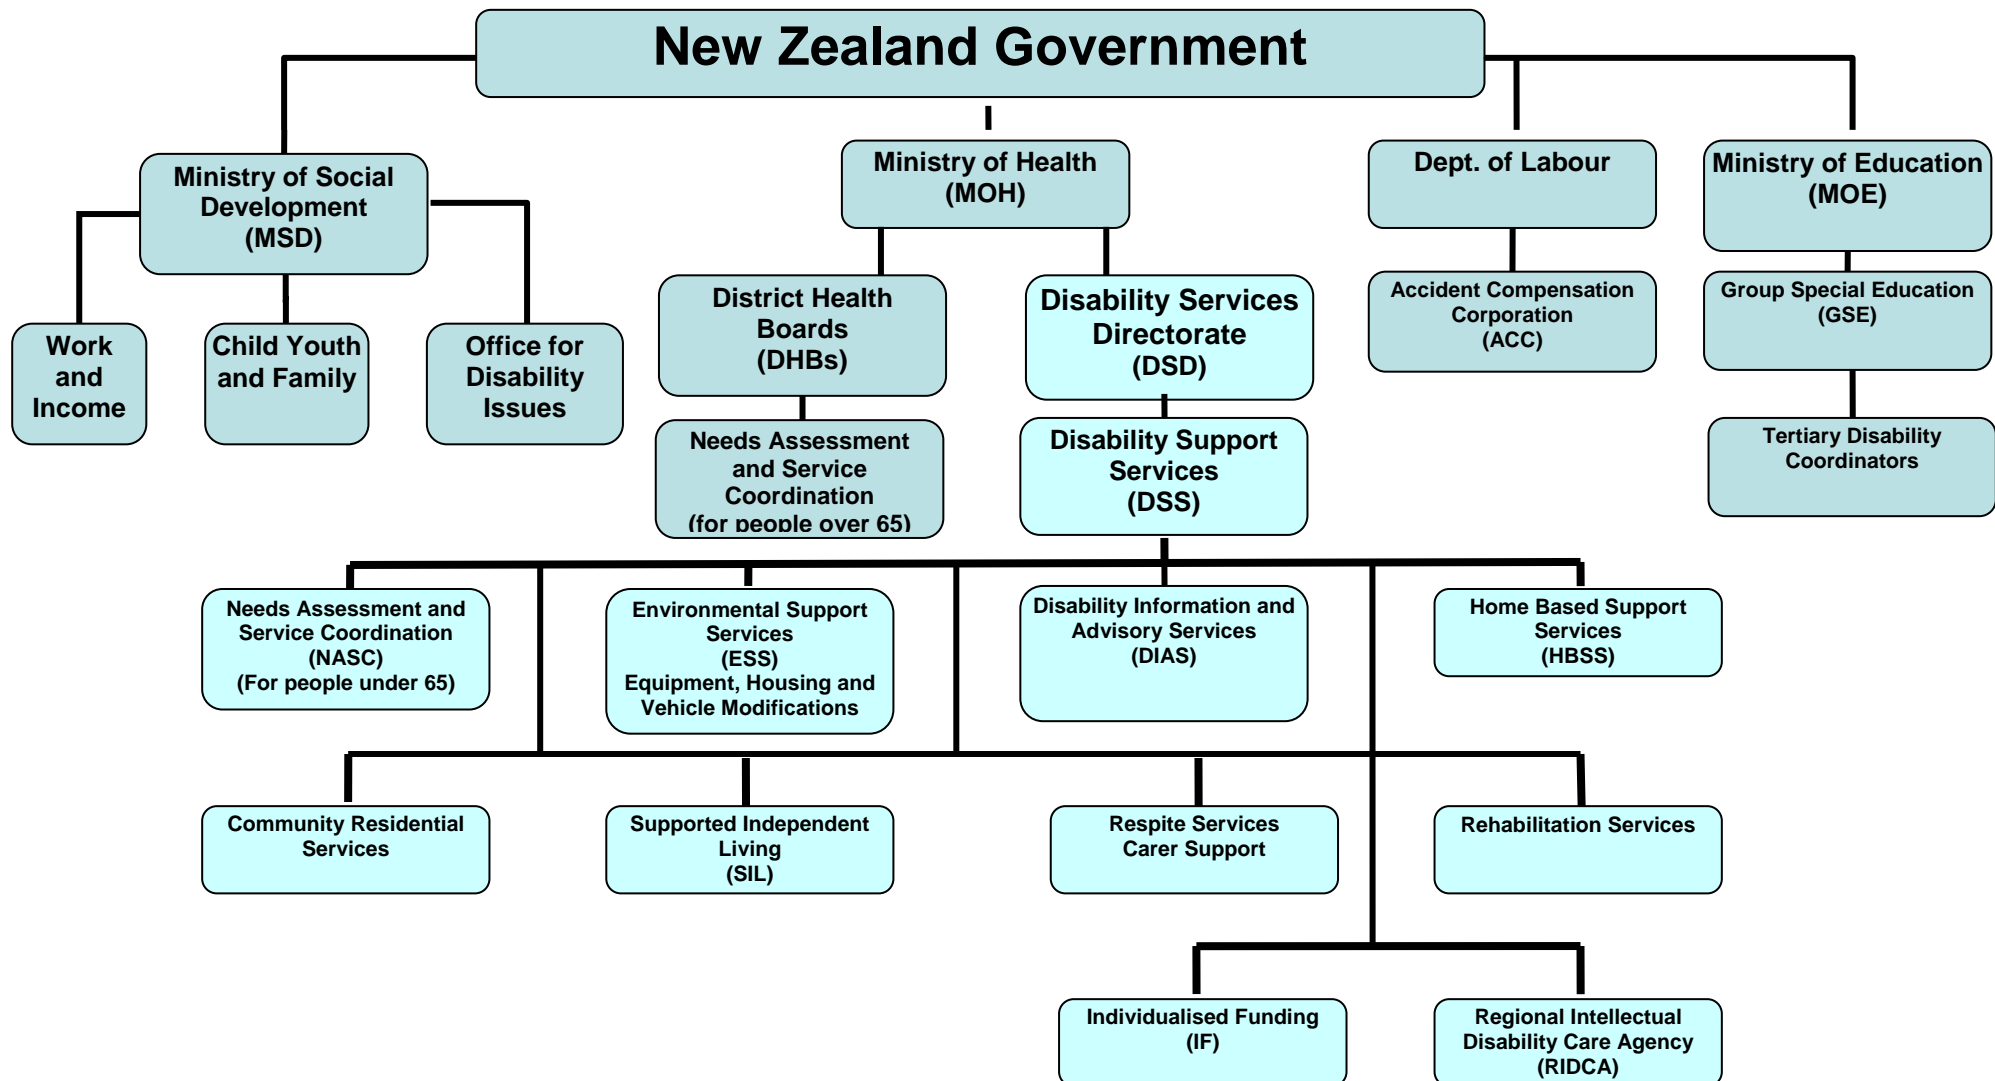 New Zealand Government
Ministry of Social
Development
(MSD)
Ministry of Health
(MOH)
Dept. of Labour
Ministry of Education
(MOE)
Work
and
Income
Child Youth
and Family
Office for
Disability
Issues
District Health
Boards
(DHBs)
Disability Services
Directorate
(DSD)
Accident Compensation
Corporation
(ACC)
Group Special Education
(GSE)
Needs Assessment
and Service
Coordination
(for people over 65)
Disability Support
Services
(DSS)
Tertiary Disability
Coordinators
Needs Assessment and
Service Coordination
(NASC)
(For people under 65)
Environmental Support
Services
(ESS)
Equipment, Housing and
Vehicle Modifications
Disability Information and
Advisory Services
(DIAS)
Home Based Support
Services
(HBSS)
Community Residential
Services
Supported Independent
Living
(SIL)
Respite Services
Carer Support
Rehabilitation Services
Individualised Funding
(IF)
Regional Intellectual
Disability Care Agency
(RIDCA)